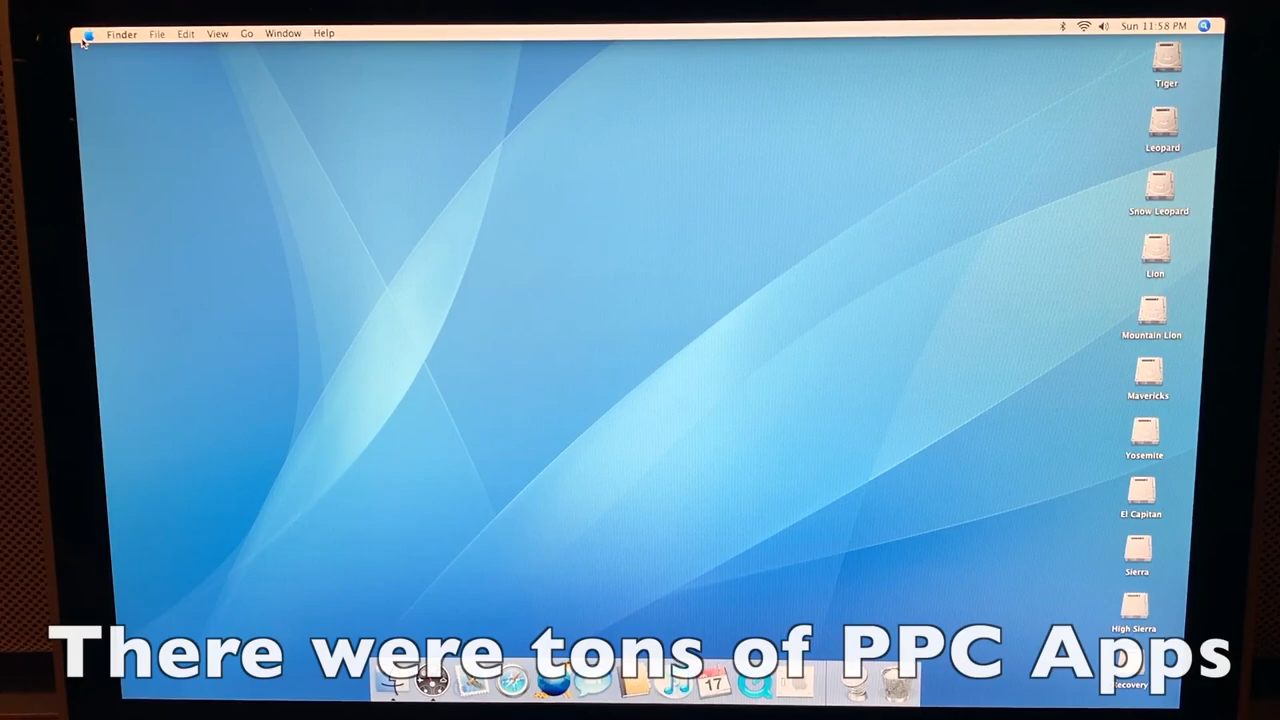 Finder File Edit View Go Window Help Sun 11:58 PM
Tiger
Leopard
Snow Leopard
Lion
Mountain Lion
Mavericks
Yosemite
El Capitan
Sierra
High Sierra
There were tons of PPC Apps
17
Recovery